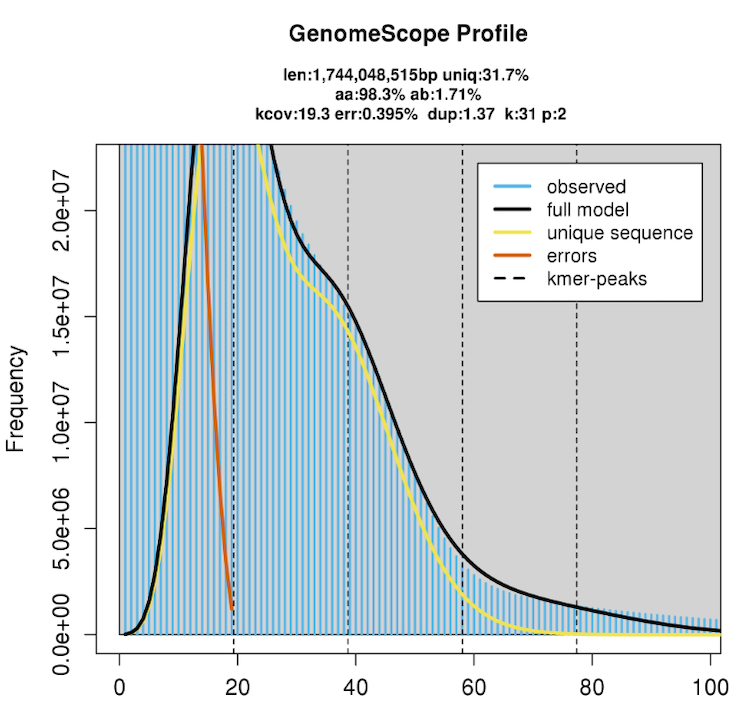 GenomeScope Profile
len:1,744,048,515bp uniq:31.7%
aa:98.3% ab:1.71%
kcov:19.3 err:0.395%  dup:1.37  k:31 p:2
observed
full model
unique sequence
errors
kmer-peaks
Frequency
2.0e+07
1.5e+07
1.0e+07
5.0e+06
0.0e+00
0 20 40 60 80 100